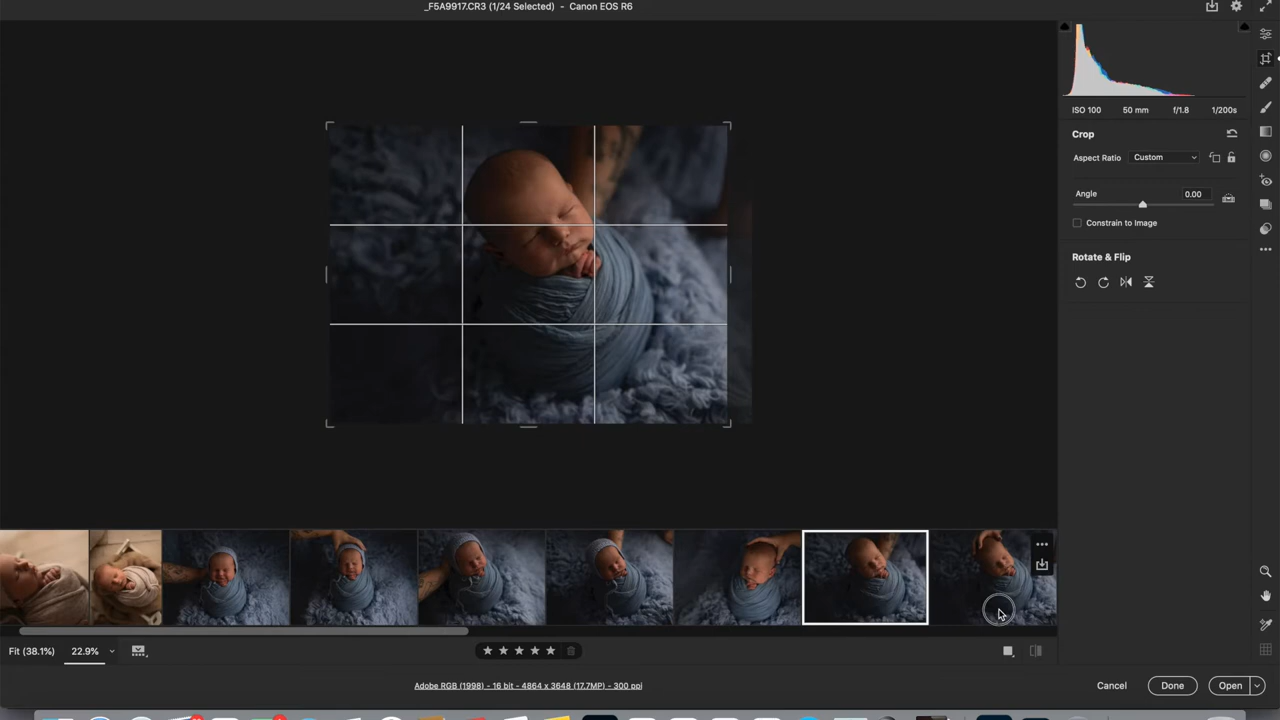 _F5A9917.CR3 (1/24 Selected) - Canon EOS R6
ISO 100 50 mm f/1.8 1/200s
Crop
Aspect Ratio Custom
Angle 0.00
Constrain to Image
Rotate & Flip
Fit (38.1%) 22.9%
Adobe RGB (1998) - 16 bit - 4864 x 3648 (17.7MP) - 300 ppi
Cancel Done Open